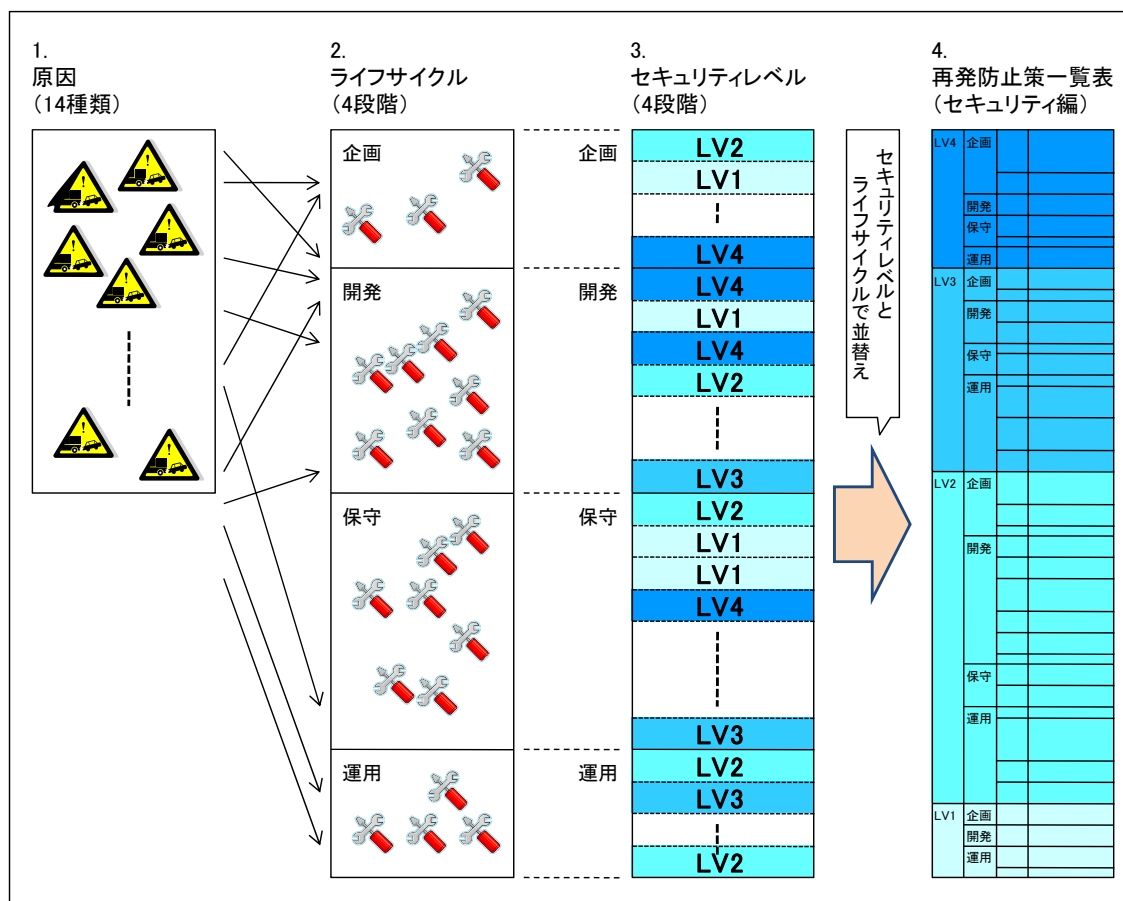 1.
原因
(14種類)
2.
ライフサイクル
(4段階)
3.
セキュリティレベル
(4段階)
4.
再発防止策一覧表
(セキュリティ編)
企画
開発
保守
運用
企画
開発
保守
運用
LV2
LV1
LV4
LV4
LV1
LV4
LV2
LV3
LV2
LV1
LV1
LV4
LV3
LV2
LV3
LV2
セキュリティレベルと
ライフサイクルで並替え
LV4 企画
開発
保守
運用
LV3 企画
開発
保守
運用
LV2 企画
開発
保守
運用
LV1 企画
開発
運用